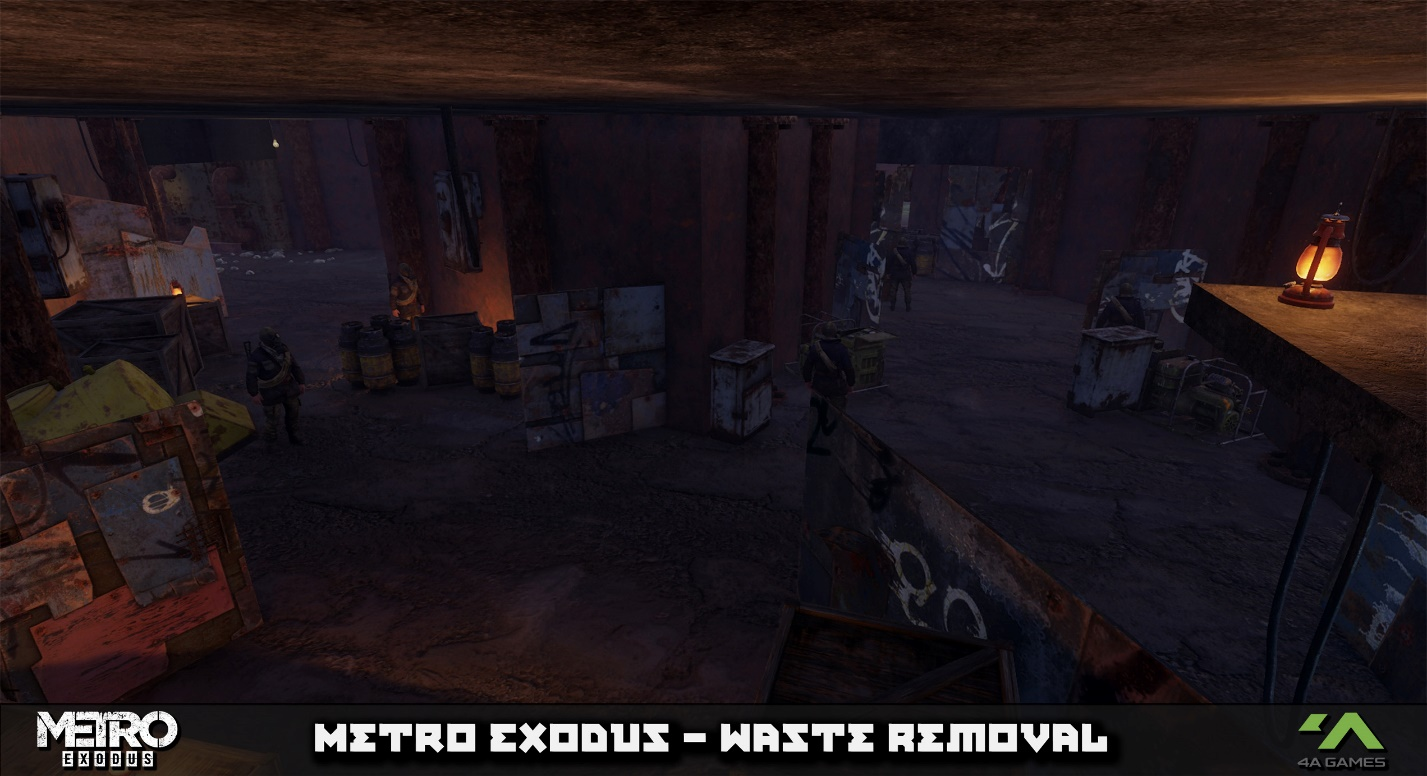 METRO
EXODUS
METRO EXODUS - WASTE REMOVAL
4A GAMES